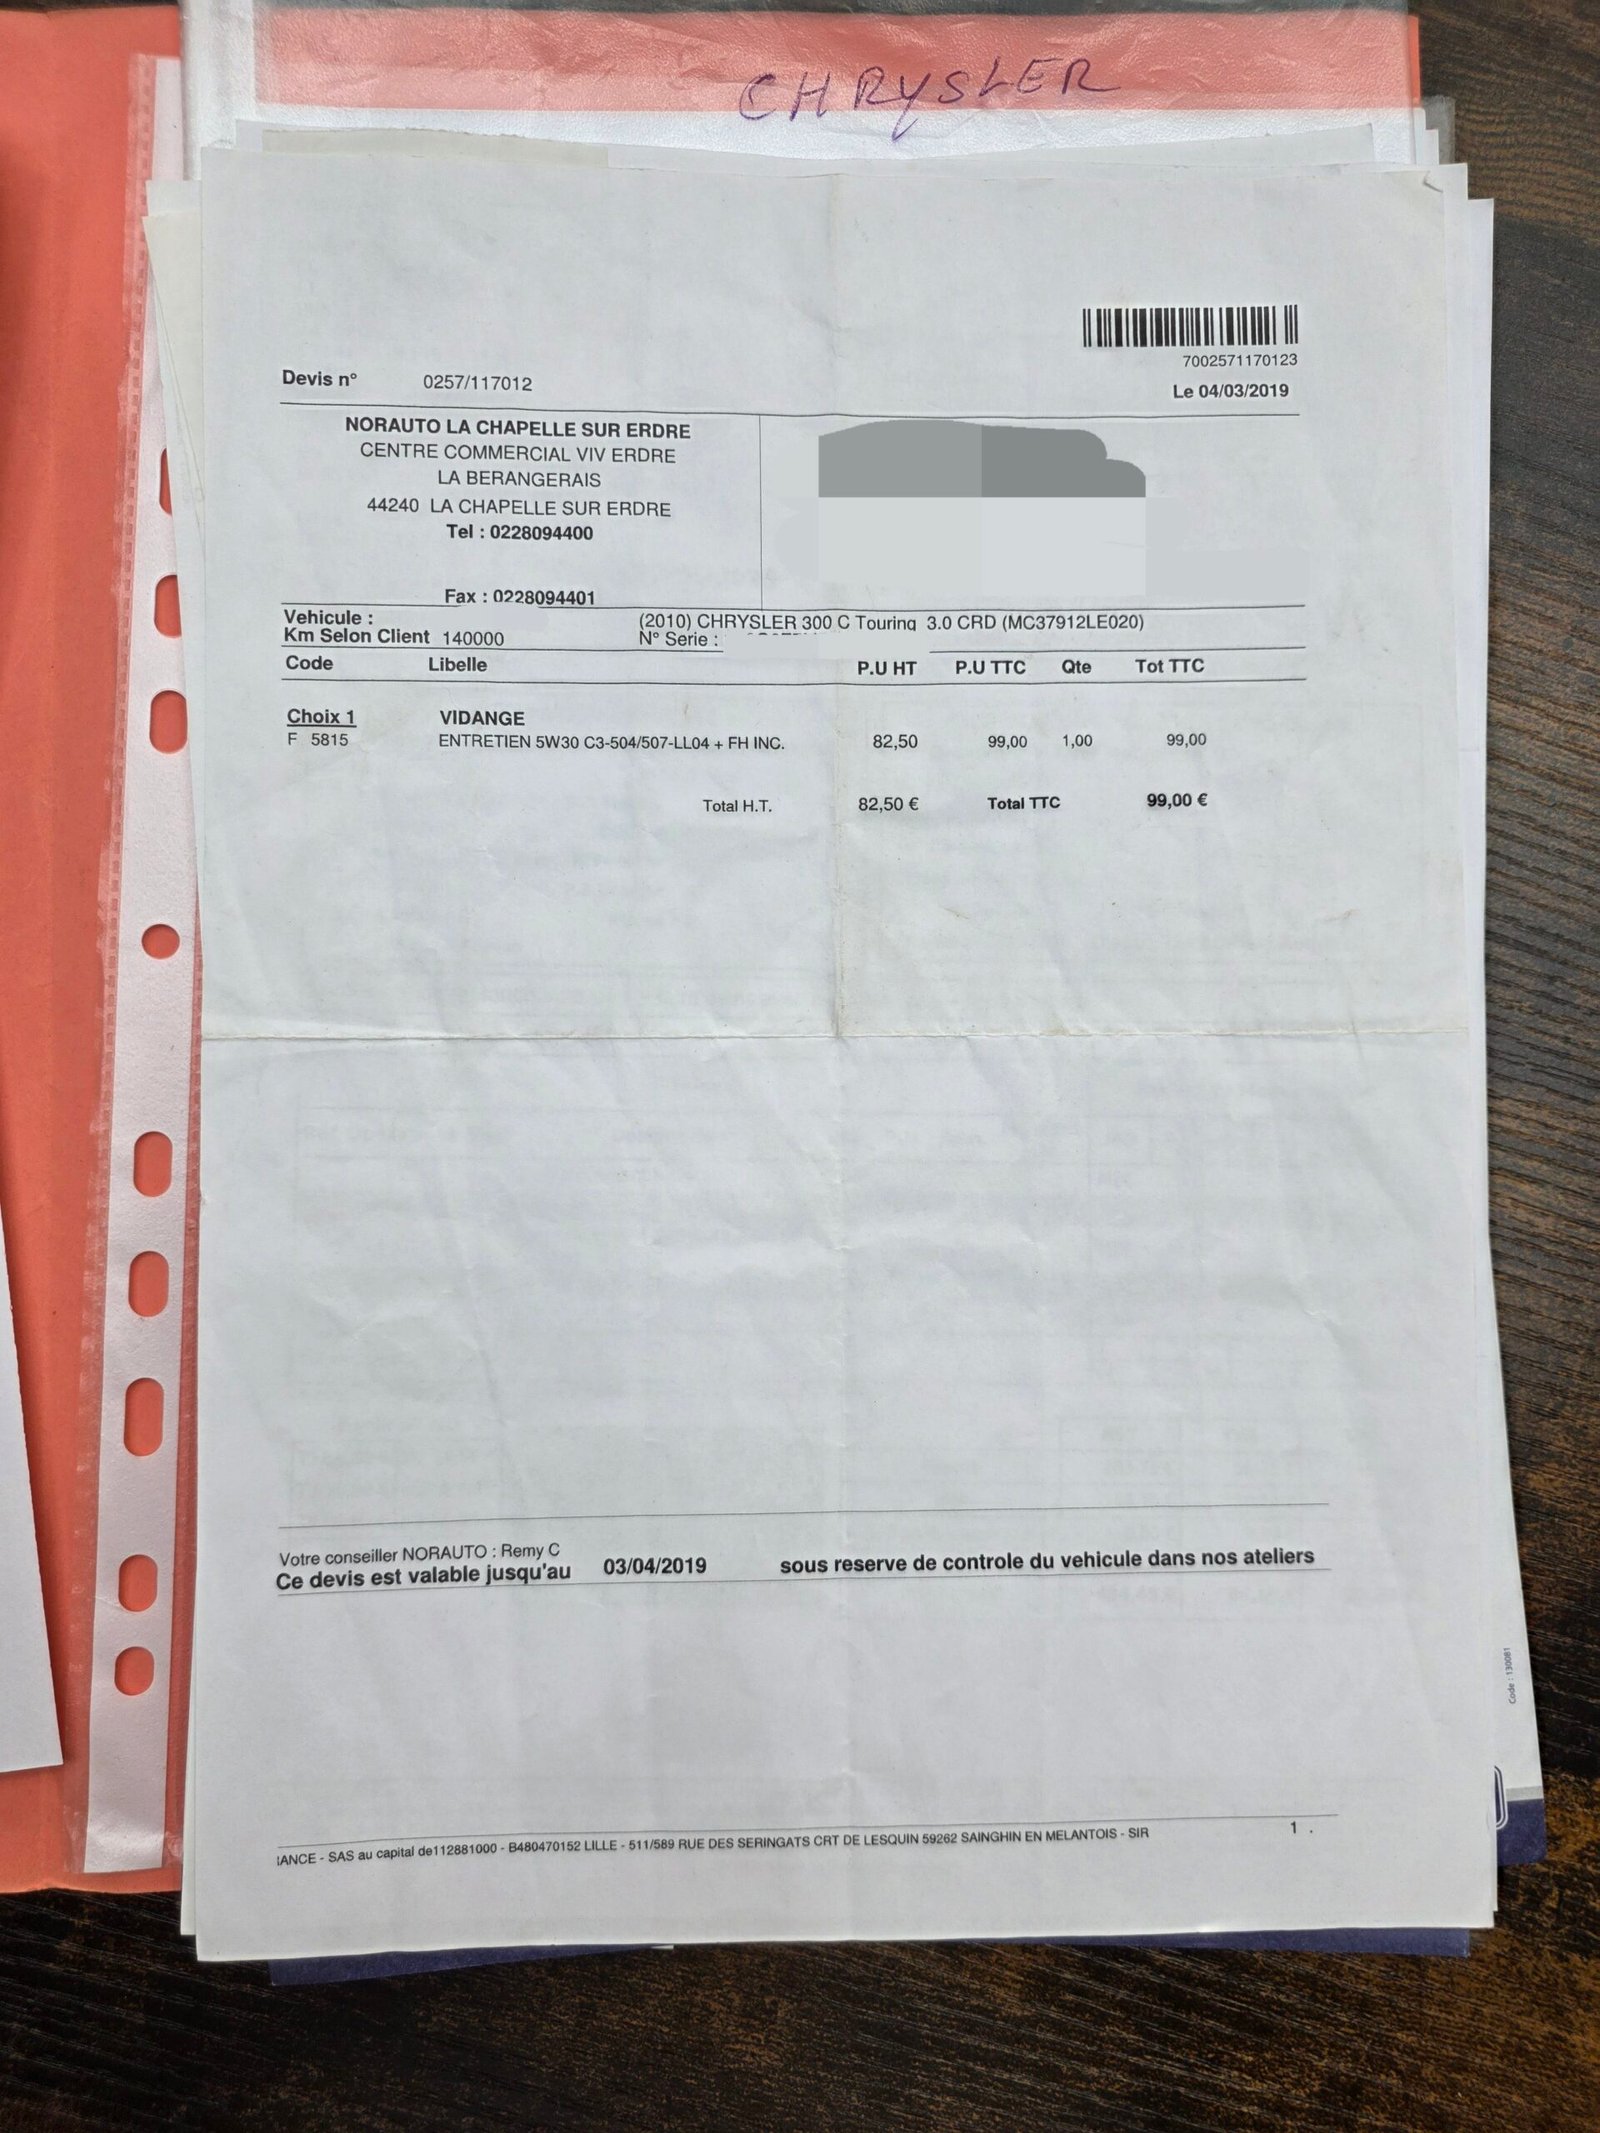 CHRYSLER
7002571170123
Devis n° 0257/117012 Le 04/03/2019
NORAUTO LA CHAPELLE SUR ERDRE
CENTRE COMMERCIAL VIV ERDRE
LA BERANGERAIS
44240 LA CHAPELLE SUR ERDRE
Tel : 0228094400
Fax : 0228094401
Vehicule : (2010) CHRYSLER 300 C Touring 3.0 CRD (MC37912LE020)
Km Selon Client 140000 N° Serie :
Code Libelle P.U HT P.U TTC Qte Tot TTC
Choix 1 VIDANGE
F 5815 ENTRETIEN 5W30 C3-504/507-LL04 + FH INC. 82,50 99,00 1,00 99,00
Total H.T. 82,50 € Total TTC 99,00 €
Votre conseiller NORAUTO : Remy C
Ce devis est valable jusqu'au 03/04/2019 sous reserve de controle du vehicule dans nos ateliers
IANCE - SAS au capital de112881000 - B480470152 LILLE - 511/589 RUE DES SERINGATS CRT DE LESQUIN 59262 SAINGHIN EN MELANTOIS - SIR
1 .
Code : 130081